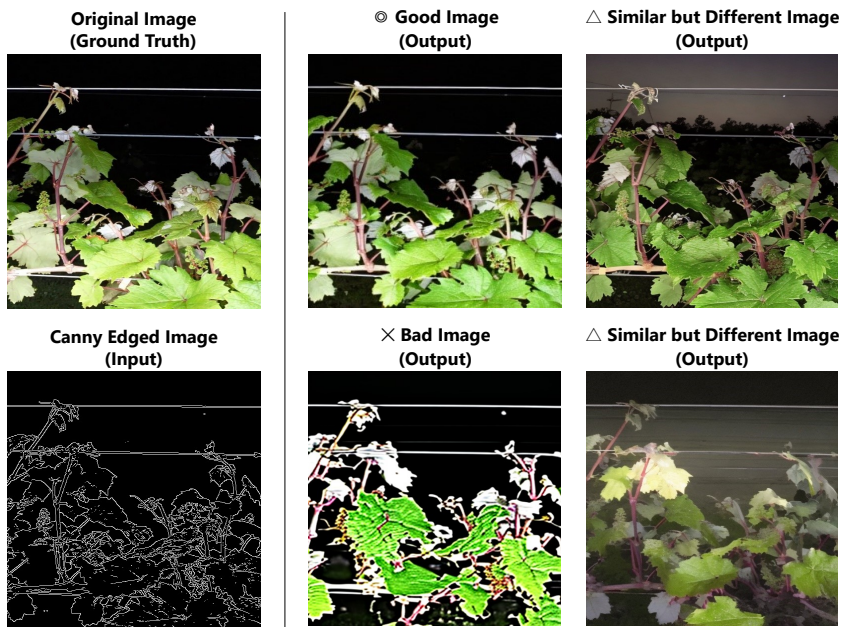 Original Image
(Ground Truth)
◎ Good Image
(Output)
△ Similar but Different Image
(Output)
Canny Edged Image
(Input)
× Bad Image
(Output)
△ Similar but Different Image
(Output)